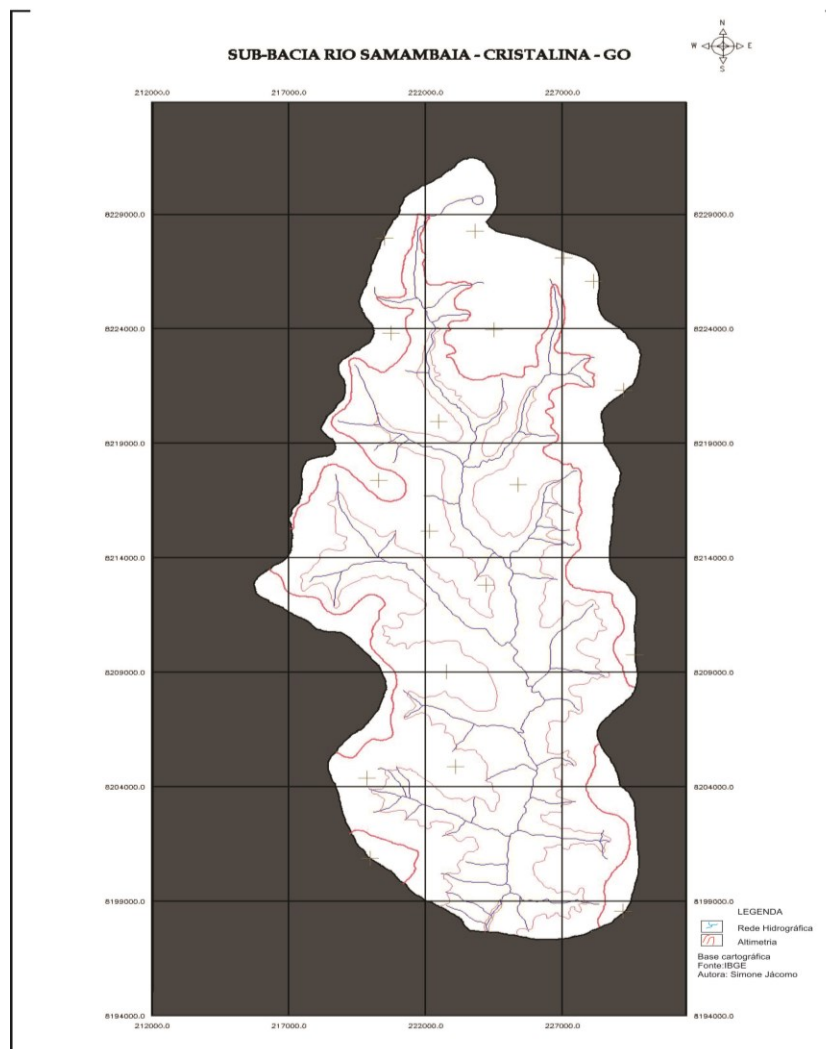 SUB-BACIA RIO SAMAMBAIA - CRISTALINA - GO
N
W E
S
212000.0 217000.0 222000.0 227000.0
8229000.0 8229000.0
8224000.0 8224000.0
8219000.0 8219000.0
8214000.0 8214000.0
8209000.0 8209000.0
8204000.0 8204000.0
8199000.0 8199000.0
LEGENDA
Rede Hidrográfica
Altimetria
Base cartográfica
Fonte:IBGE
Autora: Simone Jácomo
8194000.0 8194000.0
212000.0 217000.0 222000.0 227000.0